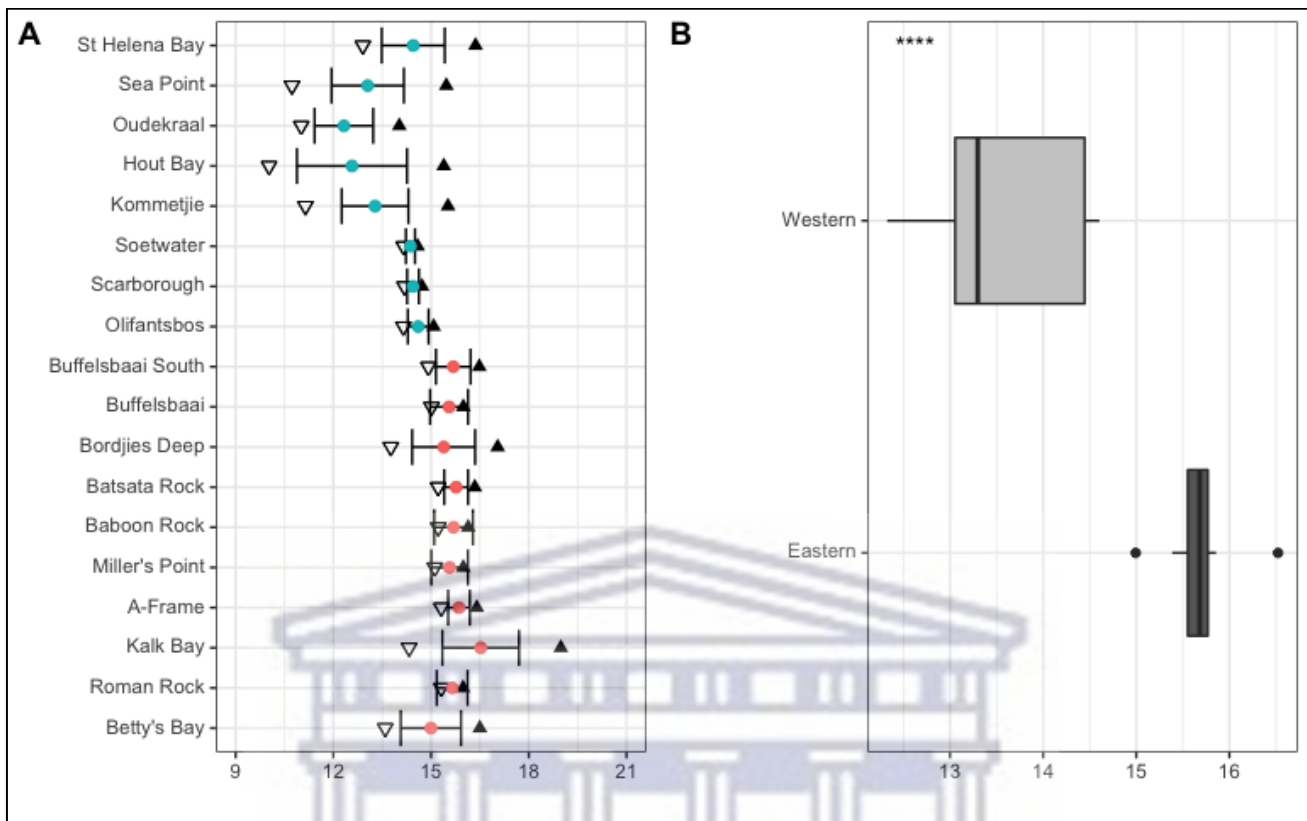 A
St Helena Bay
Sea Point
Oudekraal
Hout Bay
Kommetjie
Soetwater
Scarborough
Olifantsbos
Buffelsbaai South
Buffelsbaai
Bordjies Deep
Batsata Rock
Baboon Rock
Miller's Point
A-Frame
Kalk Bay
Roman Rock
Betty's Bay
9 12 15 18 21
B
****
Western
Eastern
13 14 15 16